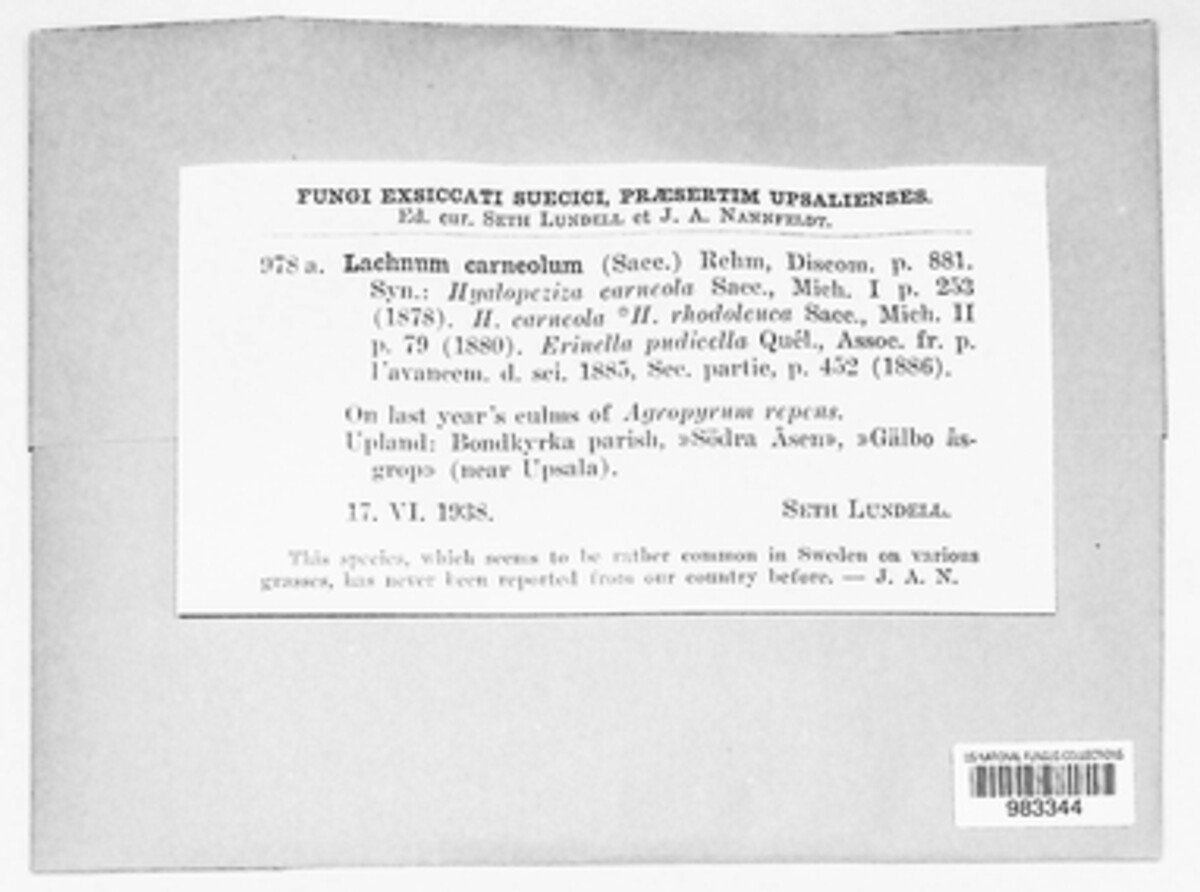 FUNGI EXSICCATI SUECICI, PRÆSERTIM UPSALIENSES.
Ed. cur. SETH LUNDELL et J. A. NANNFELDT.
978 a. Lachnum carneolum (Sacc.) Rehm, Discom. p. 881.
Syn.: Hyalopeziza carneola Sacc., Mich. I p. 253
(1878). H. carneola *H. rhodoleuca Sacc., Mich. II
p. 79 (1880). Erinella pudicella Quél., Assoc. fr. p.
l'avancem. d. sci. 1885, Sec. partie, p. 452 (1886).
On last year's culms of Agropyrum repens.
Upland: Bondkyrka parish, »Södra Åsen», »Gälbo ås-
grop» (near Upsala).
17. VI. 1938. SETH LUNDELL.
This species, which seems to be rather common in Sweden on various
grasses, has never been reported from our country before. — J. A. N.
US NATIONAL FUNGUS COLLECTIONS
983344